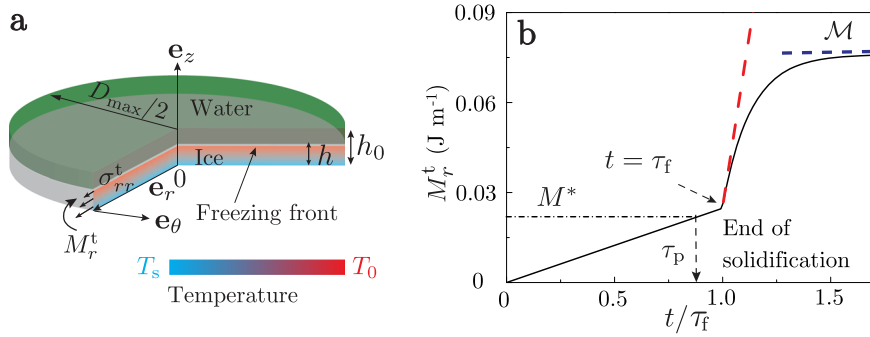 a
e_z
D_max/2
Water
h_0
Ice
h
σ^t_rr
e_r
0
Freezing front
e_θ
M^t_r
T_s
T_0
Temperature
b
0.09
0.06
0.03
0
M^t_r (J m⁻¹)
ℳ
t = τ_f
M*
τ_p
End of
solidification
0
0.5
1.0
1.5
t/τ_f